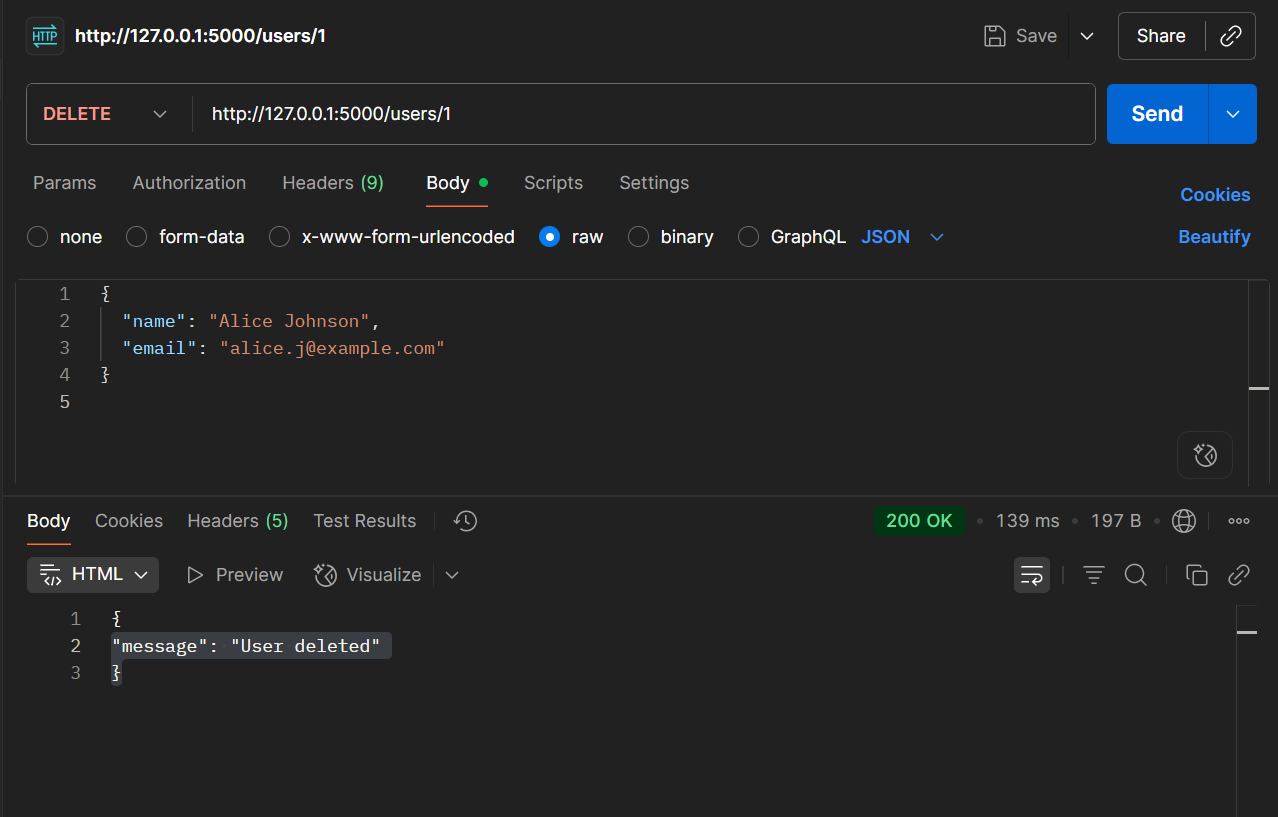 HTTP http://127.0.0.1:5000/users/1 Save Share
DELETE http://127.0.0.1:5000/users/1 Send
Params Authorization Headers (9) Body Scripts Settings Cookies
none form-data x-www-form-urlencoded raw binary GraphQL JSON Beautify
1 {
2 "name": "Alice Johnson",
3 "email": "alice.j@example.com"
4 }
5
Body Cookies Headers (5) Test Results 200 OK • 139 ms • 197 B •
HTML Preview Visualize
1 {
2 "message": "User deleted"
3 }